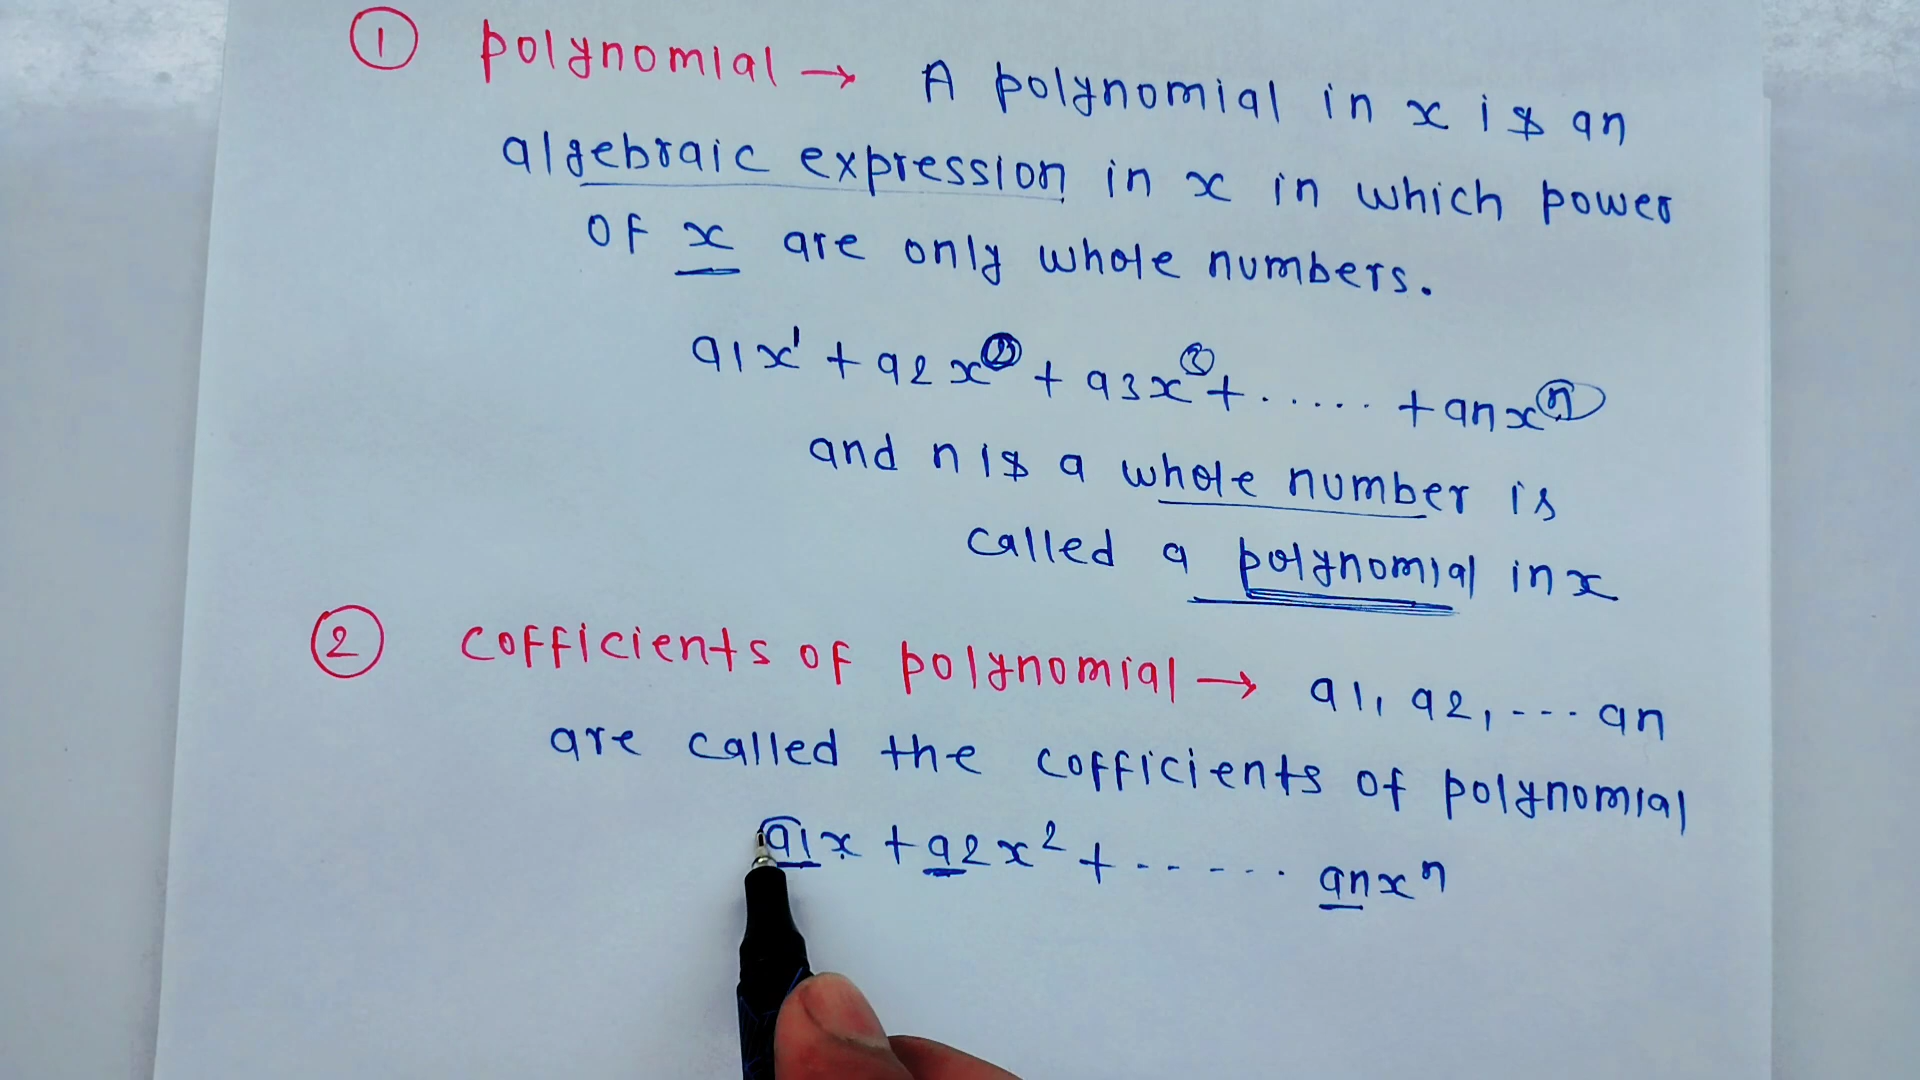 ① polynomial → A polynomial in x is an
algebraic expression in x in which power
of x are only whole numbers.
a1x¹ + a2x² + a3x³ + ...... + anxⁿ
and n is a whole number is
called a polynomial in x
② cofficients of polynomial → a1, a2, --- an
are called the cofficients of polynomial
a1x + a2x² + ------ anxⁿ